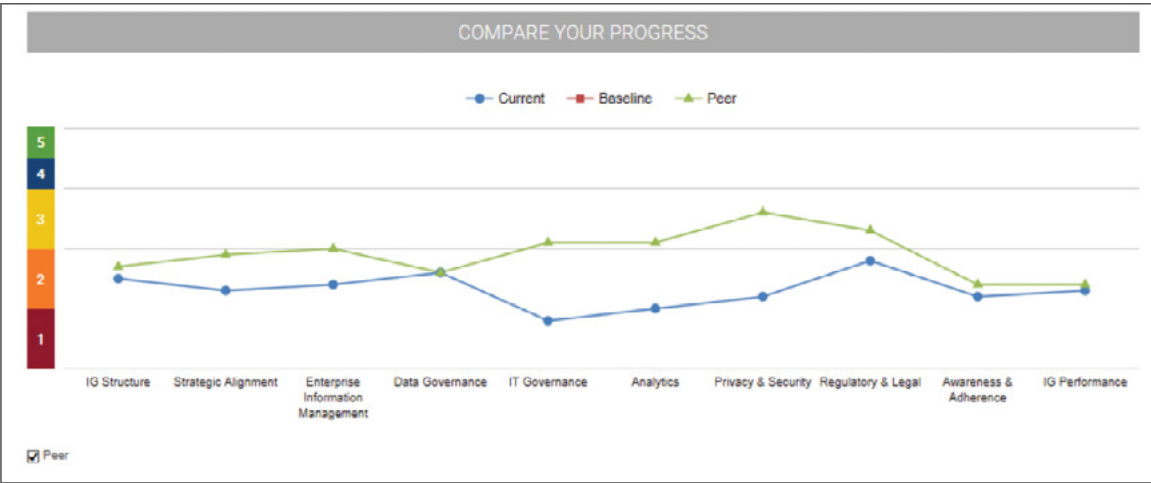 COMPARE YOUR PROGRESS
Current Baseline Peer
5
4
3
2
1
IG Structure
Strategic Alignment
Enterprise
Information
Management
Data Governance
IT Governance
Analytics
Privacy & Security
Regulatory & Legal
Awareness &
Adherence
IG Performance
Peer